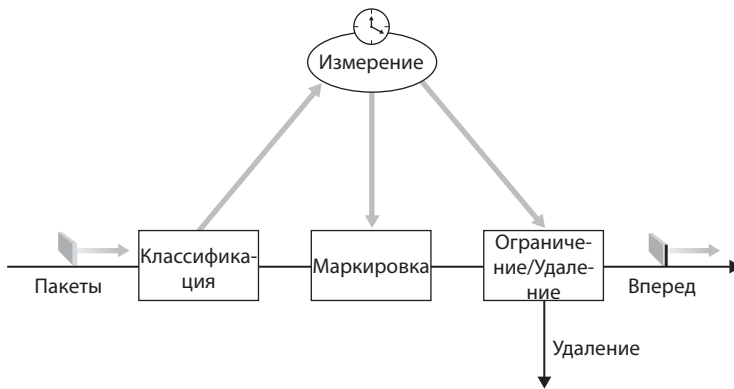 Измерение
Классифика-
ция
Маркировка
Ограниче-
ние/Удале-
ние
Пакеты
Вперед
Удаление